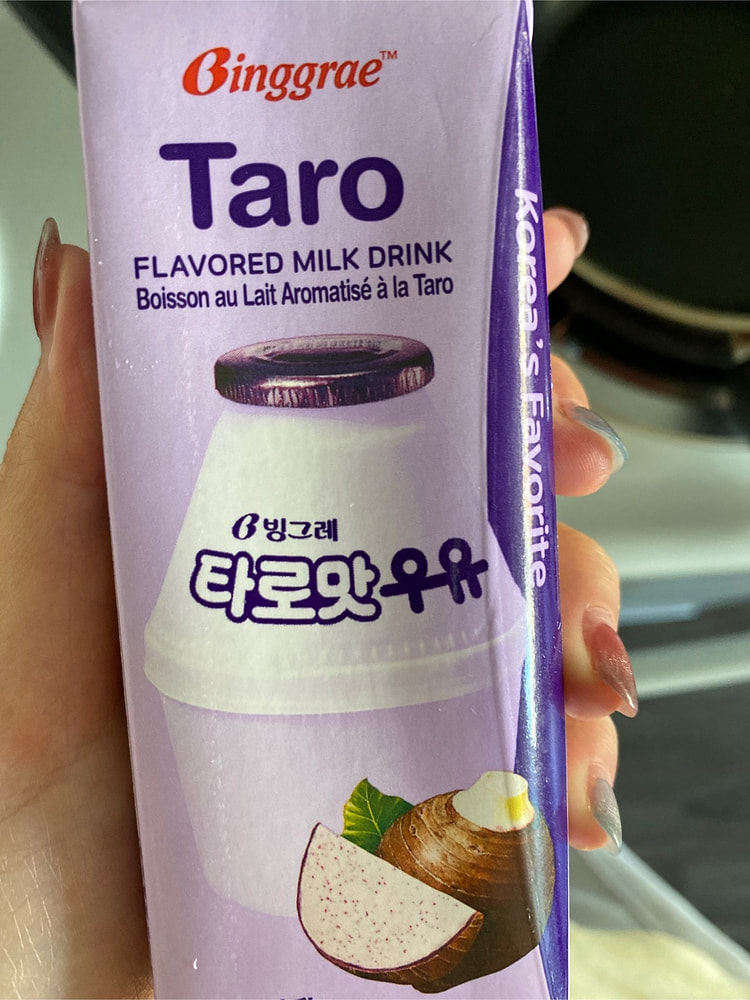 Binggrae™
Taro
FLAVORED MILK DRINK
Boisson au Lait Aromatisé à la Taro
빙그레
타로맛우유
Korea's Favorite